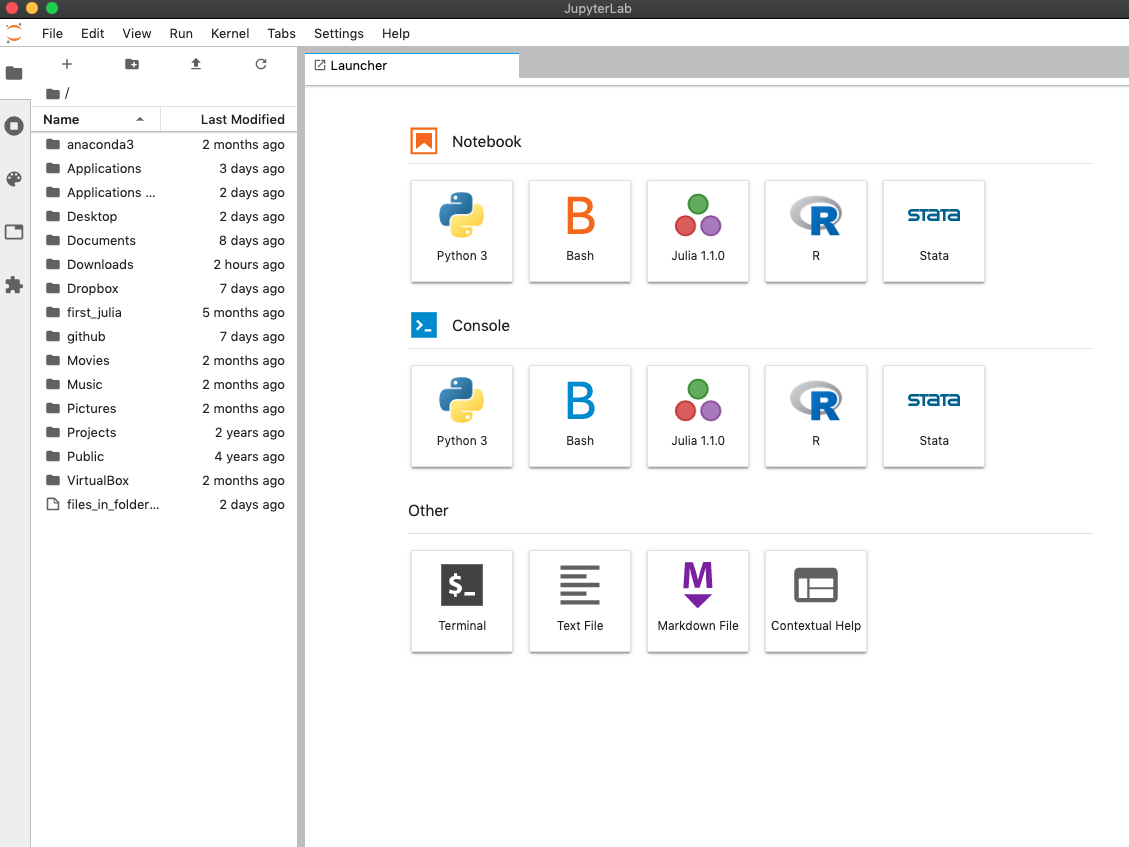 JupyterLab
File Edit View Run Kernel Tabs Settings Help
Launcher
/
Name Last Modified
anaconda3 2 months ago
Applications 3 days ago
Applications ... 2 days ago
Desktop 2 days ago
Documents 8 days ago
Downloads 2 hours ago
Dropbox 7 days ago
first_julia 5 months ago
github 7 days ago
Movies 2 months ago
Music 2 months ago
Pictures 2 months ago
Projects 2 years ago
Public 4 years ago
VirtualBox 2 months ago
files_in_folder... 2 days ago
Notebook
B R STATA
Python 3 Bash Julia 1.1.0 R Stata
Console
B R STATA
Python 3 Bash Julia 1.1.0 R Stata
Other
$_ M
Terminal Text File Markdown File Contextual Help